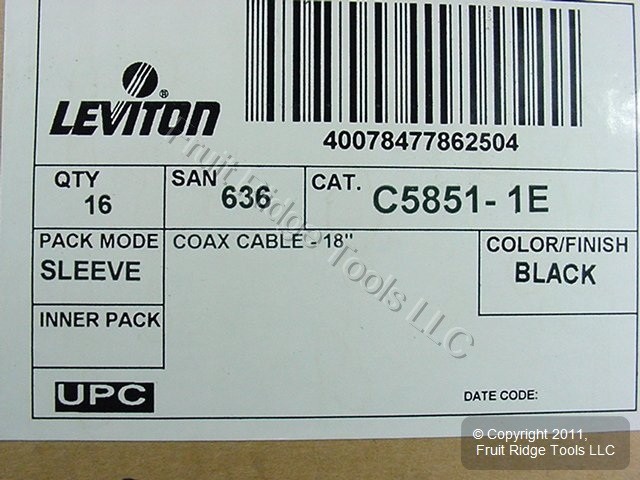 LEVITON®
40078477862504
QTY
16
SAN
636
CAT. C5851-1E
PACK MODE
SLEEVE
COAX CABLE - 18"
COLOR/FINISH
BLACK
INNER PACK
UPC
DATE CODE:
Fruit Ridge Tools LLC
© Copyright 2011,
Fruit Ridge Tools LLC